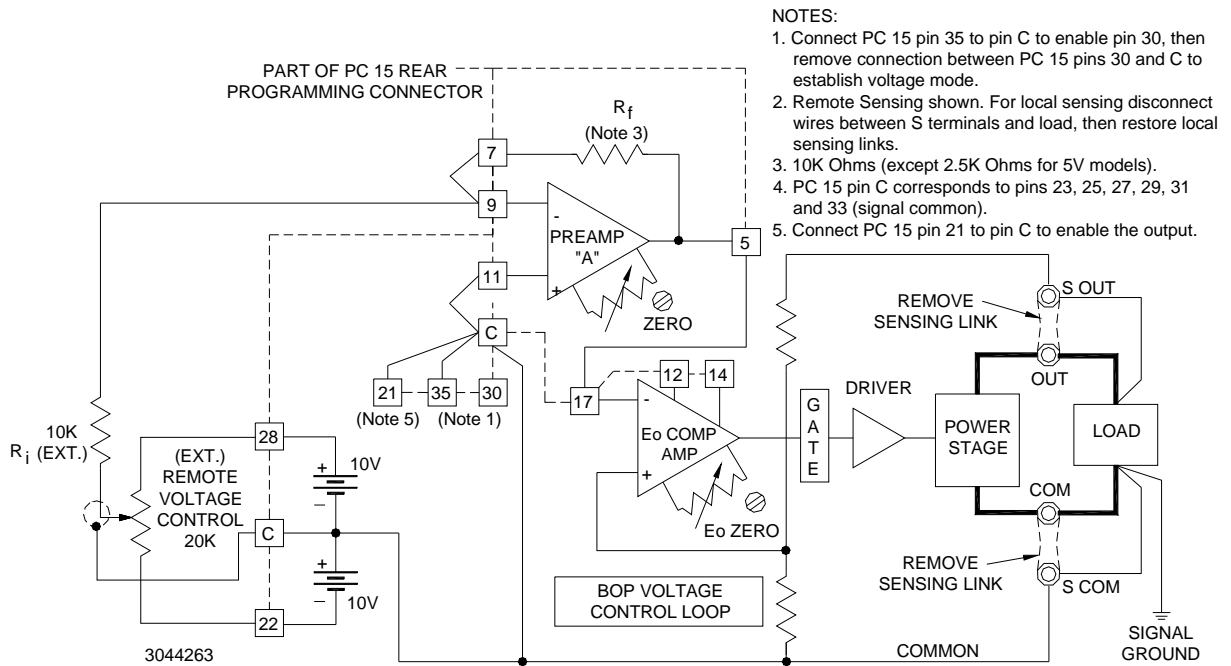 NOTES:
1. Connect PC 15 pin 35 to pin C to enable pin 30, then
remove connection between PC 15 pins 30 and C to
establish voltage mode.
2. Remote Sensing shown. For local sensing disconnect
wires between S terminals and load, then restore local
sensing links.
3. 10K Ohms (except 2.5K Ohms for 5V models).
4. PC 15 pin C corresponds to pins 23, 25, 27, 29, 31
and 33 (signal common).
5. Connect PC 15 pin 21 to pin C to enable the output.
PART OF PC 15 REAR
PROGRAMMING CONNECTOR
Rf
(Note 3)
7
9
-
PREAMP
"A"
+
5
11
ZERO
C
21
35
30
(Note 5)
(Note 1)
17
12
14
-
Eo COMP
AMP
+
Eo ZERO
GATE
DRIVER
POWER
STAGE
LOAD
S OUT
REMOVE
SENSING LINK
OUT
COM
REMOVE
SENSING LINK
S COM
SIGNAL
GROUND
10K
Ri (EXT.)
(EXT.)
REMOTE
VOLTAGE
CONTROL
20K
28
+
10V
–
C
+
–
10V
22
BOP VOLTAGE
CONTROL LOOP
COMMON
3044263